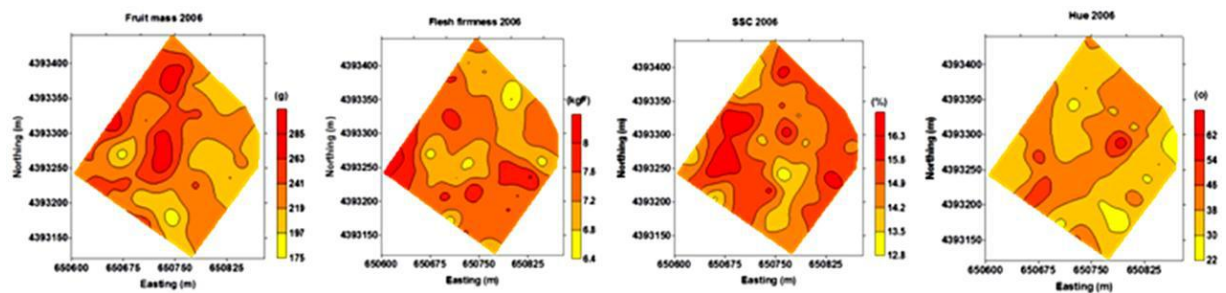 Fruit mass 2006
Northing (m)
4393400
4393350
4393300
4393250
4393200
4393150
650600 650675 650750 650825
Easting (m)
(g)
285
263
241
219
197
175
Flesh firmness 2006
Northing (m)
4393400
4393350
4393300
4393250
4393200
4393150
650600 650675 650750 650825
Easting (m)
(kgF)
8
7.6
7.2
6.8
6.4
SSC 2006
Northing (m)
4393400
4393350
4393300
4393250
4393200
4393150
650600 650675 650750 650825
Easting (m)
(%)
16.3
15.6
14.9
14.2
13.5
12.8
Hue 2006
Northing (m)
4393400
4393350
4393300
4393250
4393200
4393150
650600 650675 650750 650825
Easting (m)
(o)
62
54
46
38
30
22